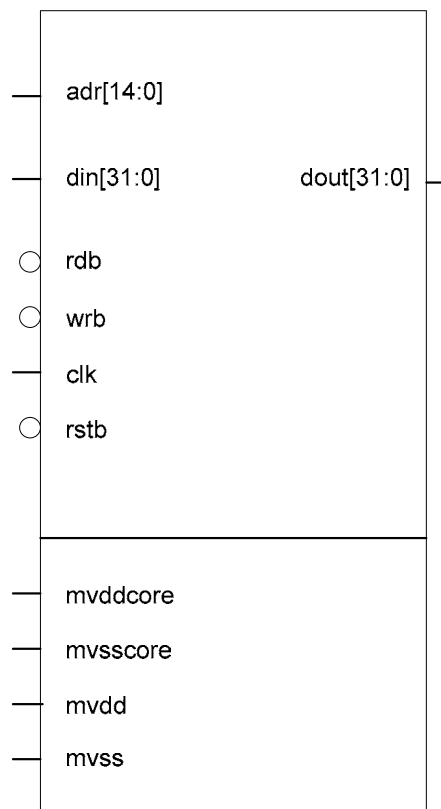 adr[14:0]
din[31:0] dout[31:0]
rdb
wrb
clk
rstb
mvddcore
mvsscore
mvdd
mvss